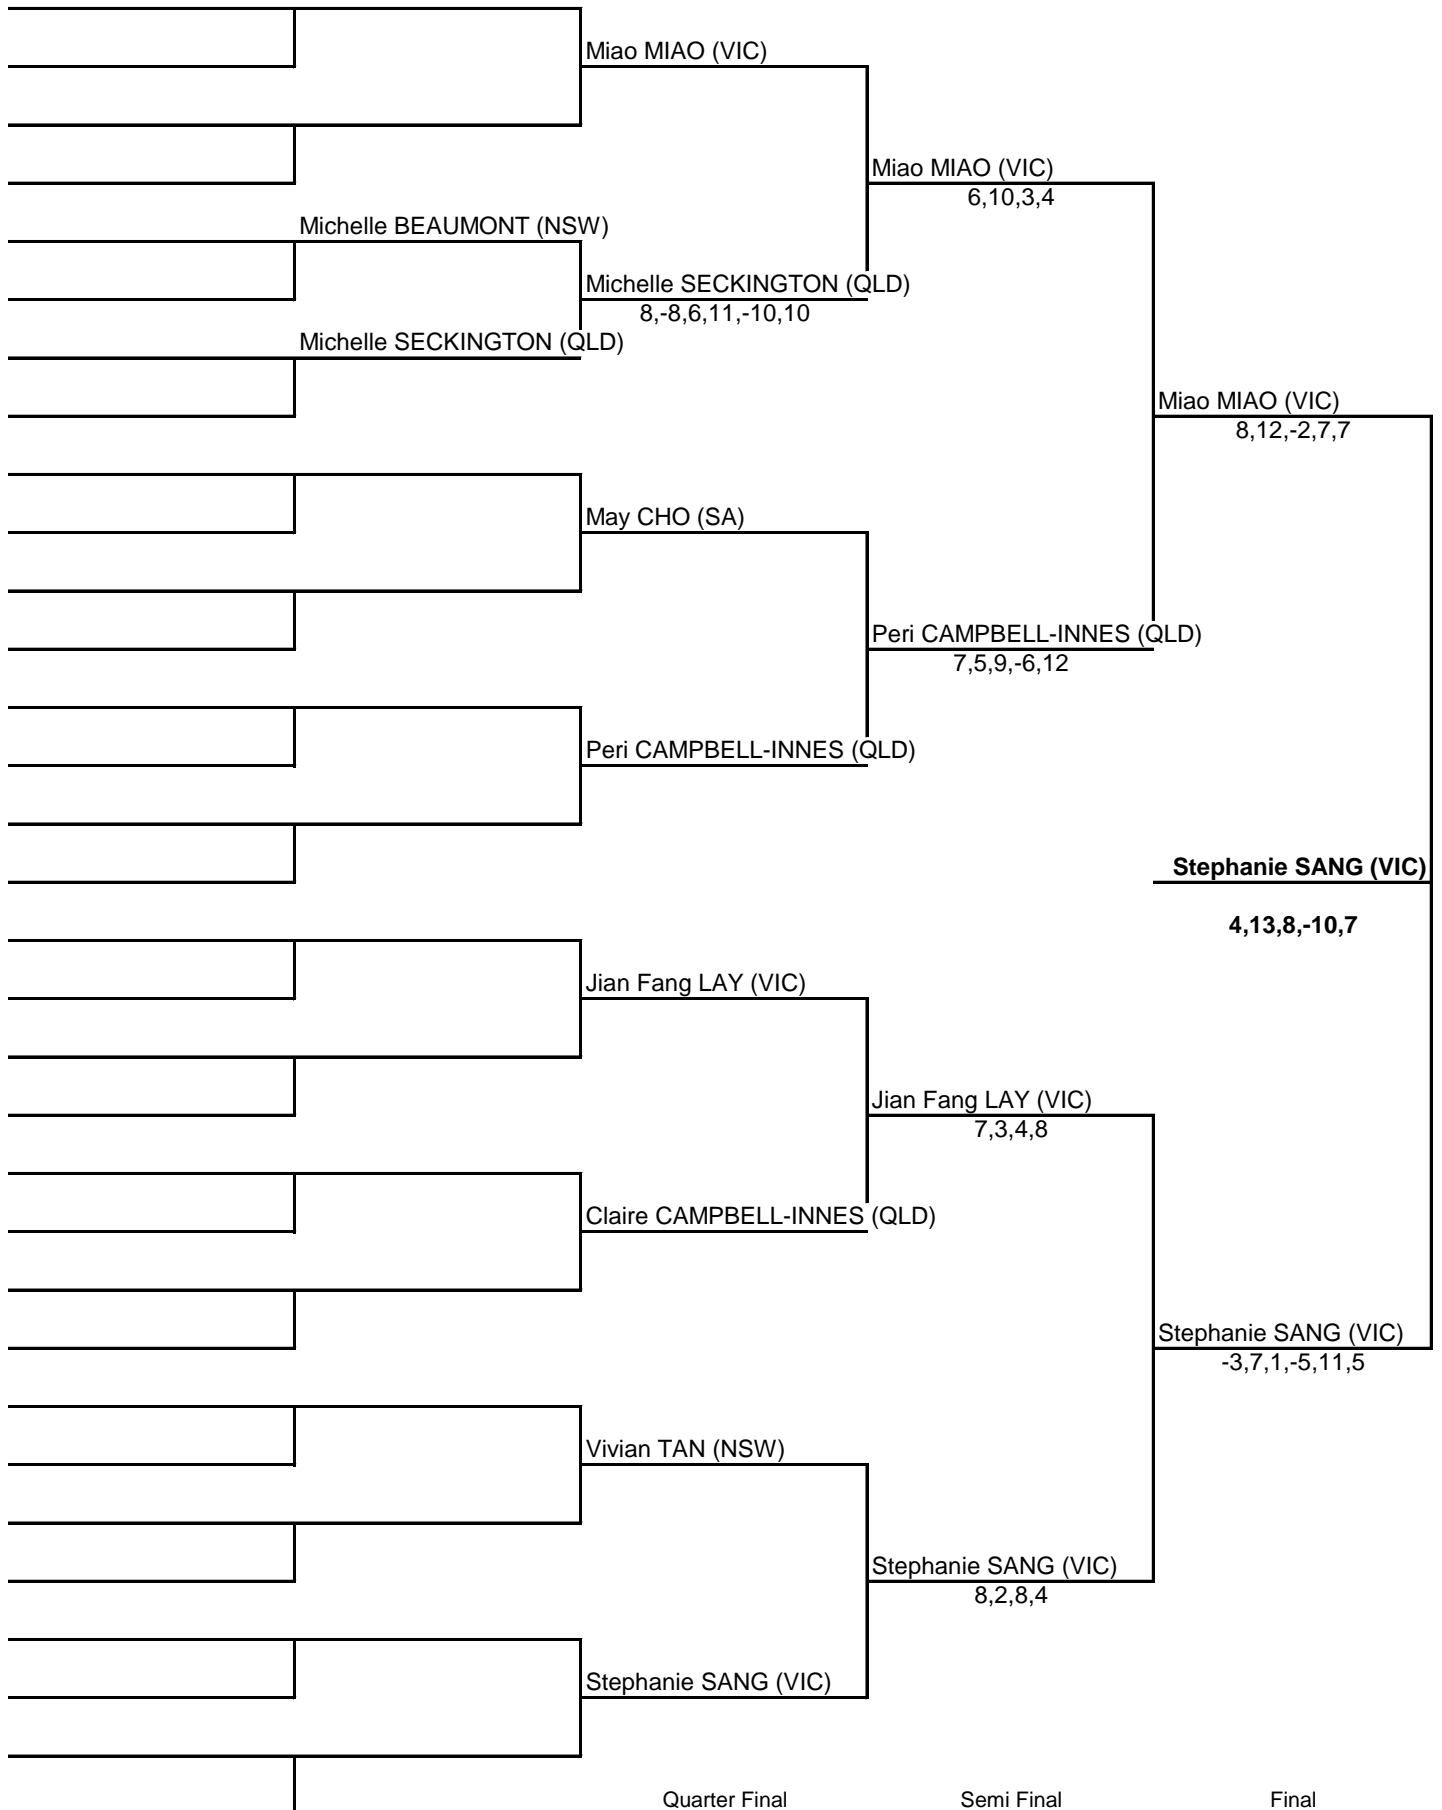 Miao MIAO (VIC)
Miao MIAO (VIC)
6,10,3,4
Michelle BEAUMONT (NSW)
Michelle SECKINGTON (QLD)
8,-8,6,11,-10,10
Michelle SECKINGTON (QLD)
Miao MIAO (VIC)
8,12,-2,7,7
May CHO (SA)
Peri CAMPBELL-INNES (QLD)
7,5,9,-6,12
Peri CAMPBELL-INNES (QLD)
Stephanie SANG (VIC)
4,13,8,-10,7
Jian Fang LAY (VIC)
Jian Fang LAY (VIC)
7,3,4,8
Claire CAMPBELL-INNES (QLD)
Stephanie SANG (VIC)
-3,7,1,-5,11,5
Vivian TAN (NSW)
Stephanie SANG (VIC)
8,2,8,4
Stephanie SANG (VIC)
Quarter Final Semi Final Final